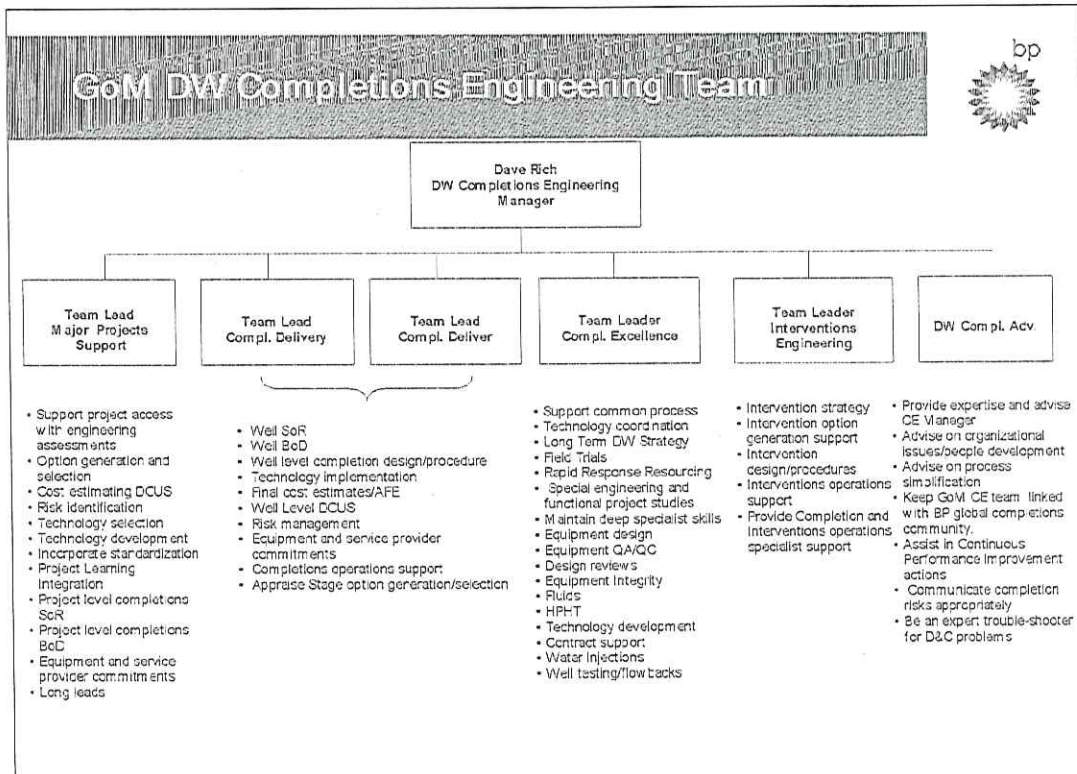 bp
GoM DW Completions Engineering Team
Dave Rich
DW Completions Engineering
Manager
Team Lead
Major Projects
Support
Team Lead
Compl. Delivery
Team Lead
Compl. Deliver
Team Leader
Compl. Excellence
Team Leader
Interventions
Engineering
DW Compl. Adv.
• Support project access
with engineering
assessments
• Option generation and
selection
• Cost estimating DCUS
• Risk identification
• Technology selection
• Technology development
• Incorporate standardization
• Project Learning
Integration
• Project level completions
SoR
• Project level completions
BoD
• Equipment and service
provider commitments
• Long leads
• Well SoR
• Well BoD
• Well level completion design/procedure
• Technology implementation
• Final cost estimates/AFE
• Well Level DCUS
• Risk management
• Equipment and service provider
commitments
• Completions operations support
• Appraise Stage option generation/selection
• Support common process
• Technology coordination
• Long Term DW Strategy
• Field Trials
• Rapid Response Resourcing
• Special engineering and
functional project studies
• Maintain deep specialist skills
• Equipment design
• Equipment QA/QC
• Design reviews
• Equipment Integrity
• Fluids
• HPHT
• Technology development
• Contract support
• Water Injections
• Well testing/flow backs
• Intervention strategy
• Intervention option
generation support
• Intervention
design/procedures
• Interventions operations
support
• Provide Completion and
Interventions operations
specialist support
• Provide expertise and advise
CE Manager
• Advise on organizational
issues/people development
• Advise on process
simplification
• Keep GoM CE team linked
with BP global completions
community.
• Assist in Continuous
Performance Improvement
actions
• Communicate completion
risks appropriately
• Be an expert trouble-shooter
for D&C problems